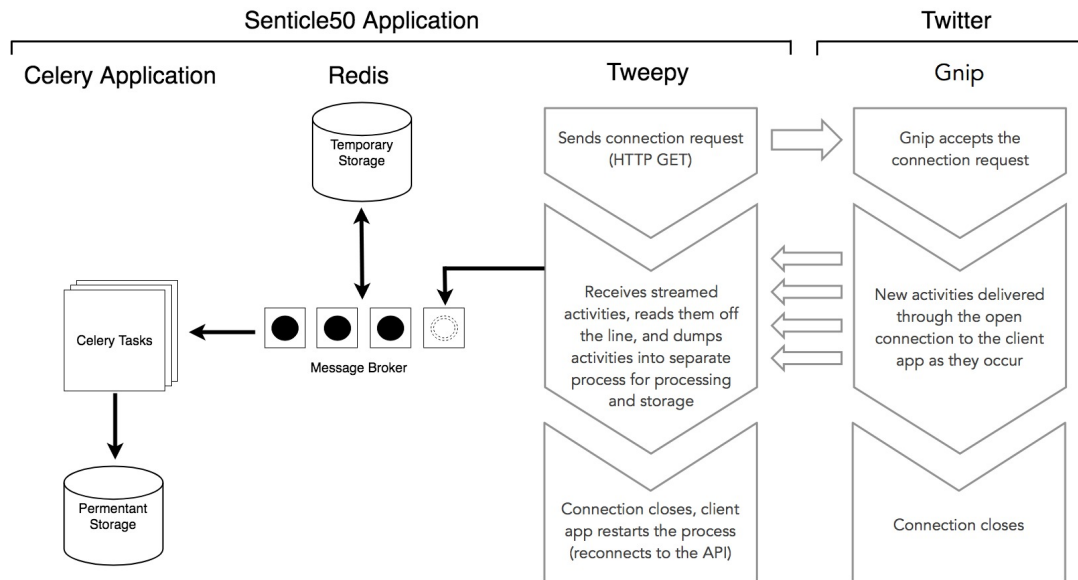 Senticle50 Application
Twitter
Celery Application
Redis
Tweepy
Gnip
Temporary
Storage
Sends connection request
(HTTP GET)
Gnip accepts the
connection request
Receives streamed
activities, reads them off
the line, and dumps
activities into separate
process for processing
and storage
New activities delivered
through the open
connection to the client
app as they occur
Celery Tasks
Message Broker
Permentant
Storage
Connection closes, client
app restarts the process
(reconnects to the API)
Connection closes